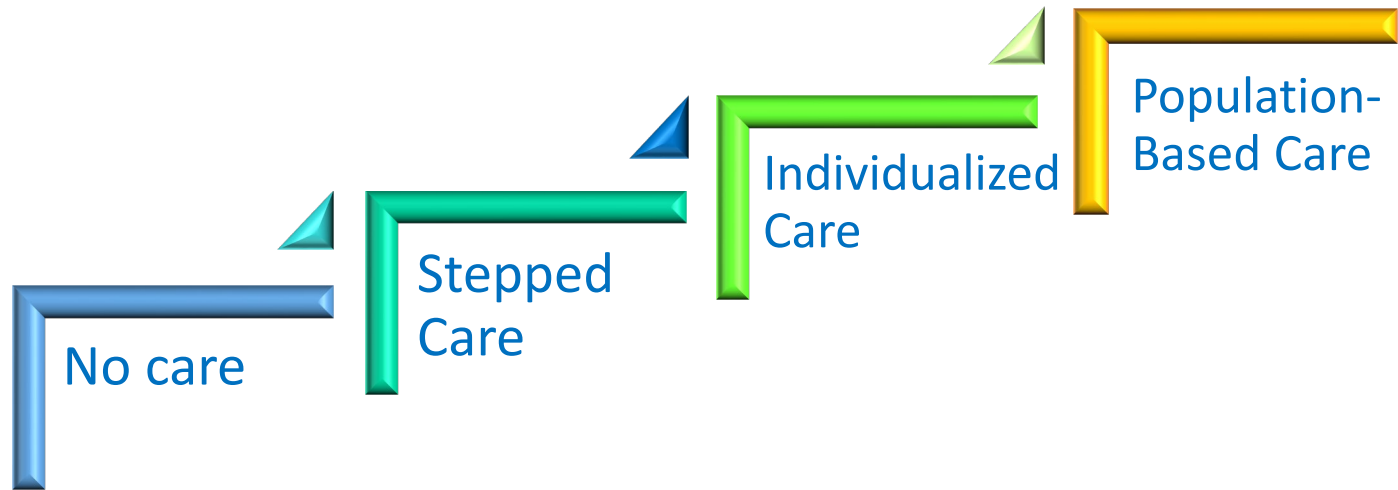 No care
Stepped
Care
Individualized
Care
Population-
Based Care